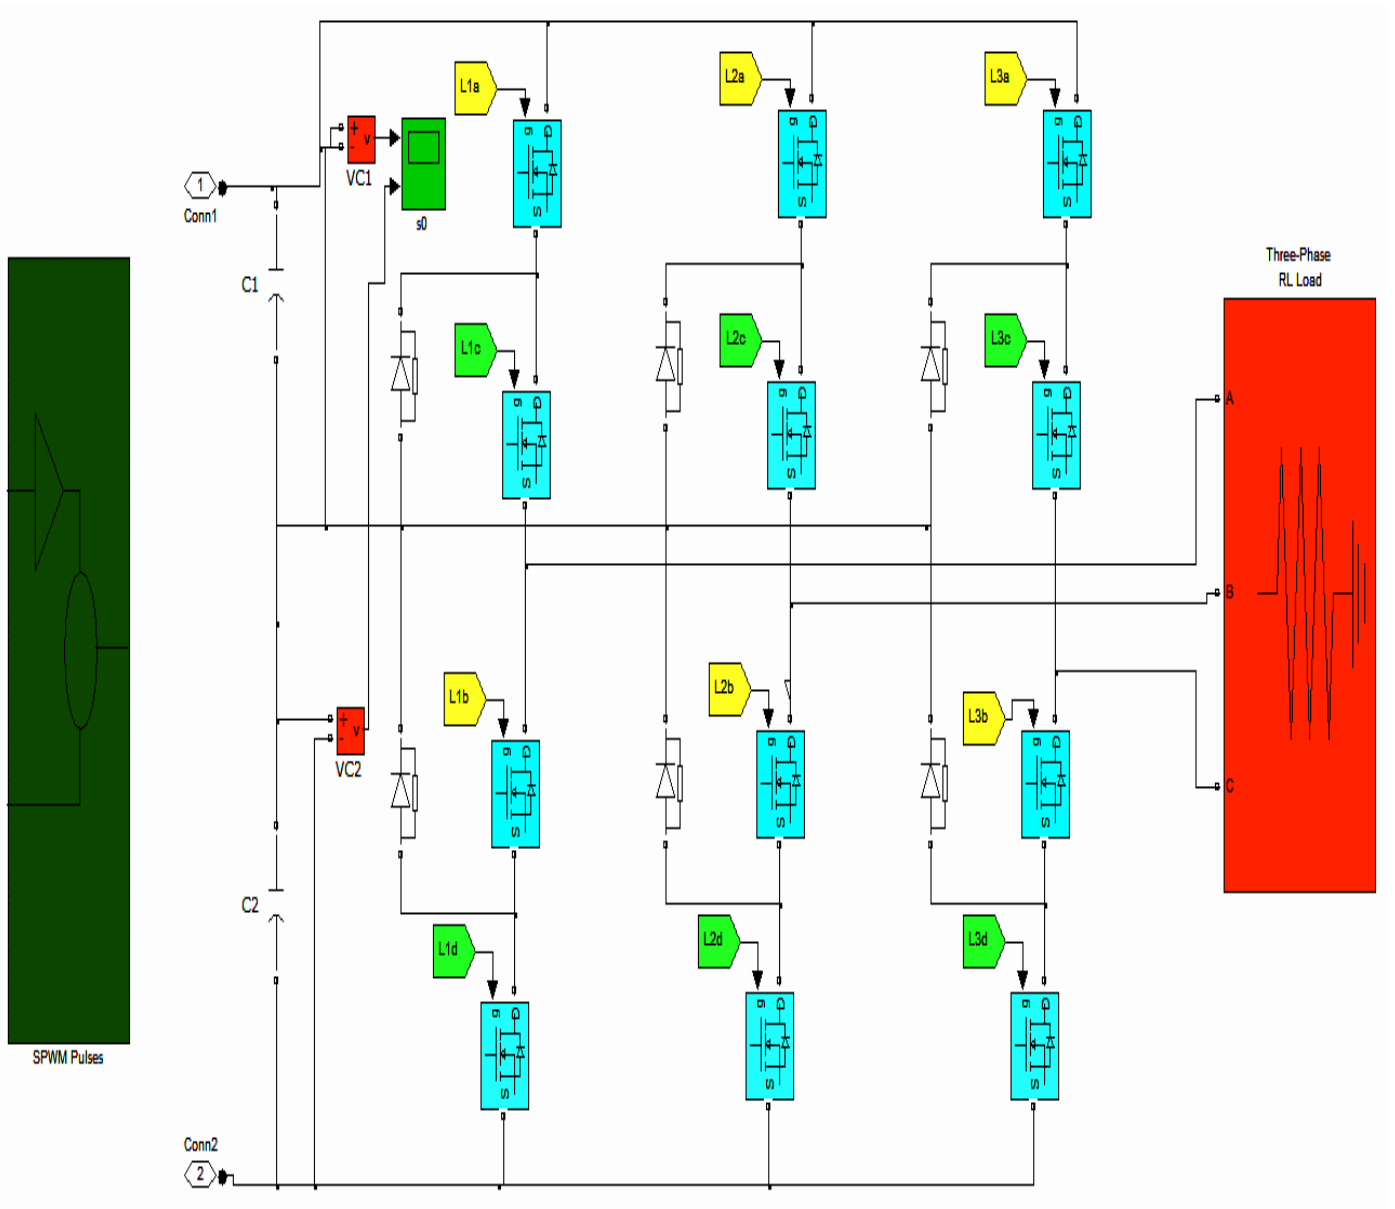 L1a
L2a
L3a
+
-
v
VC1
s0
1
Conn1
g
S
g
S
g
S
C1
Three-Phase
RL Load
L1c
L2c
L3c
g
S
g
S
g
S
A
B
C
L1b
L2b
L3b
+
-
v
VC2
g
S
g
S
g
S
C2
L1d
L2d
L3d
g
S
g
S
g
S
SPWM Pulses
Conn2
2